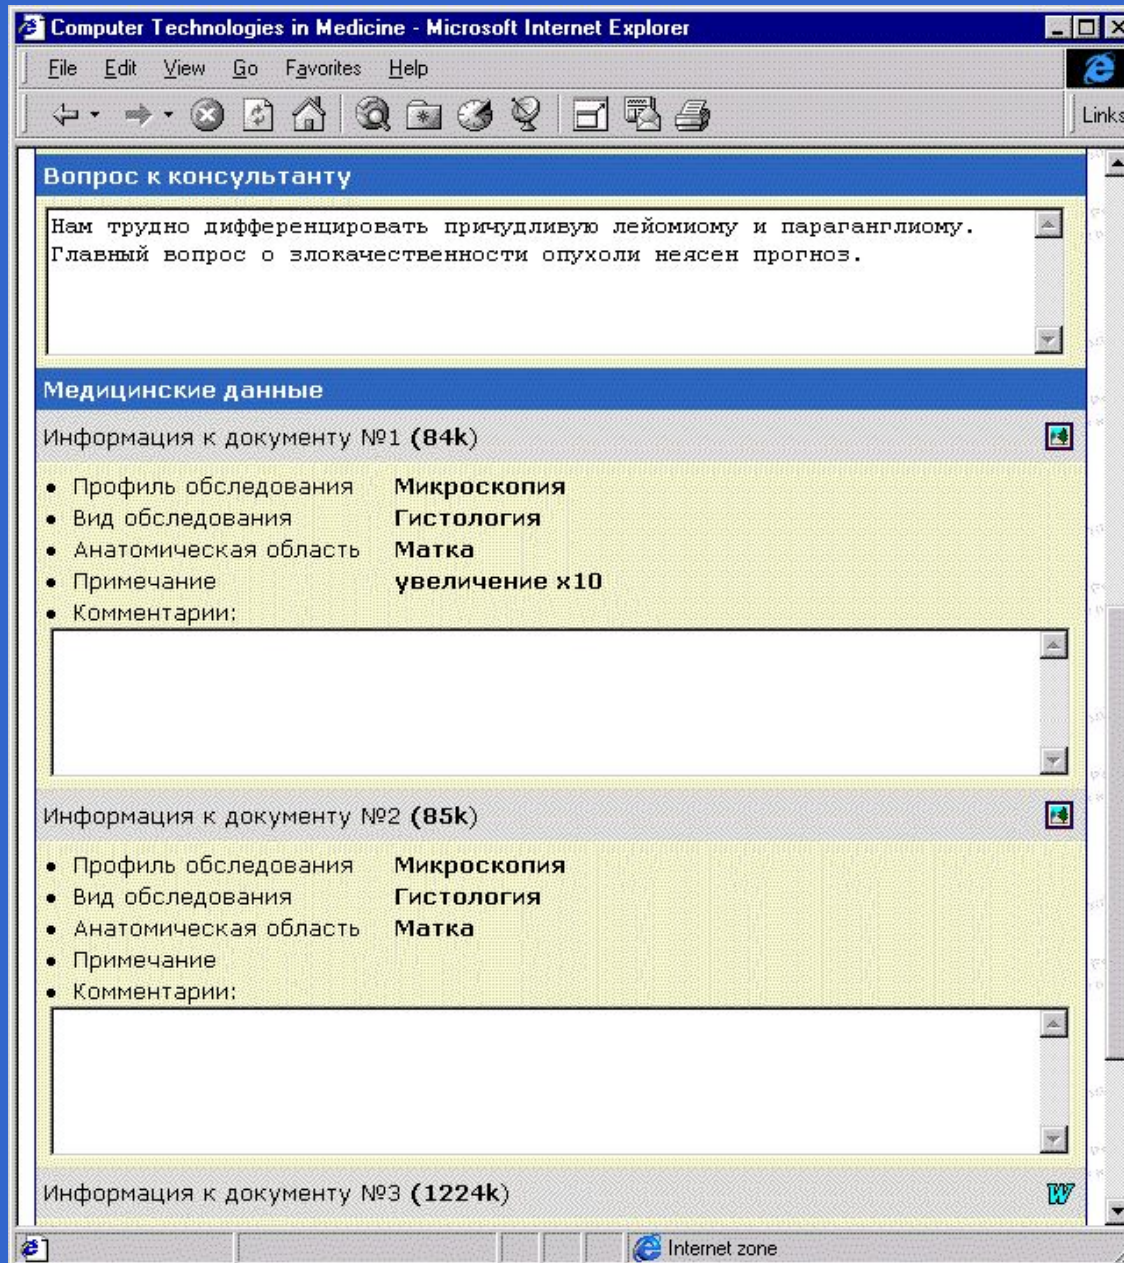 Computer Technologies in Medicine - Microsoft Internet Explorer
File Edit View Go Favorites Help
Links
Вопрос к консультанту
Нам трудно дифференцировать причудливую лейомиому и параганглиому.
Главный вопрос о злокачественности опухоли неясен прогноз.
Медицинские данные
Информация к документу №1 (84k)
• Профиль обследования Микроскопия
• Вид обследования Гистология
• Анатомическая область Матка
• Примечание увеличение x10
• Комментарии:
Информация к документу №2 (85k)
• Профиль обследования Микроскопия
• Вид обследования Гистология
• Анатомическая область Матка
• Примечание
• Комментарии:
Информация к документу №3 (1224k)
W
Internet zone